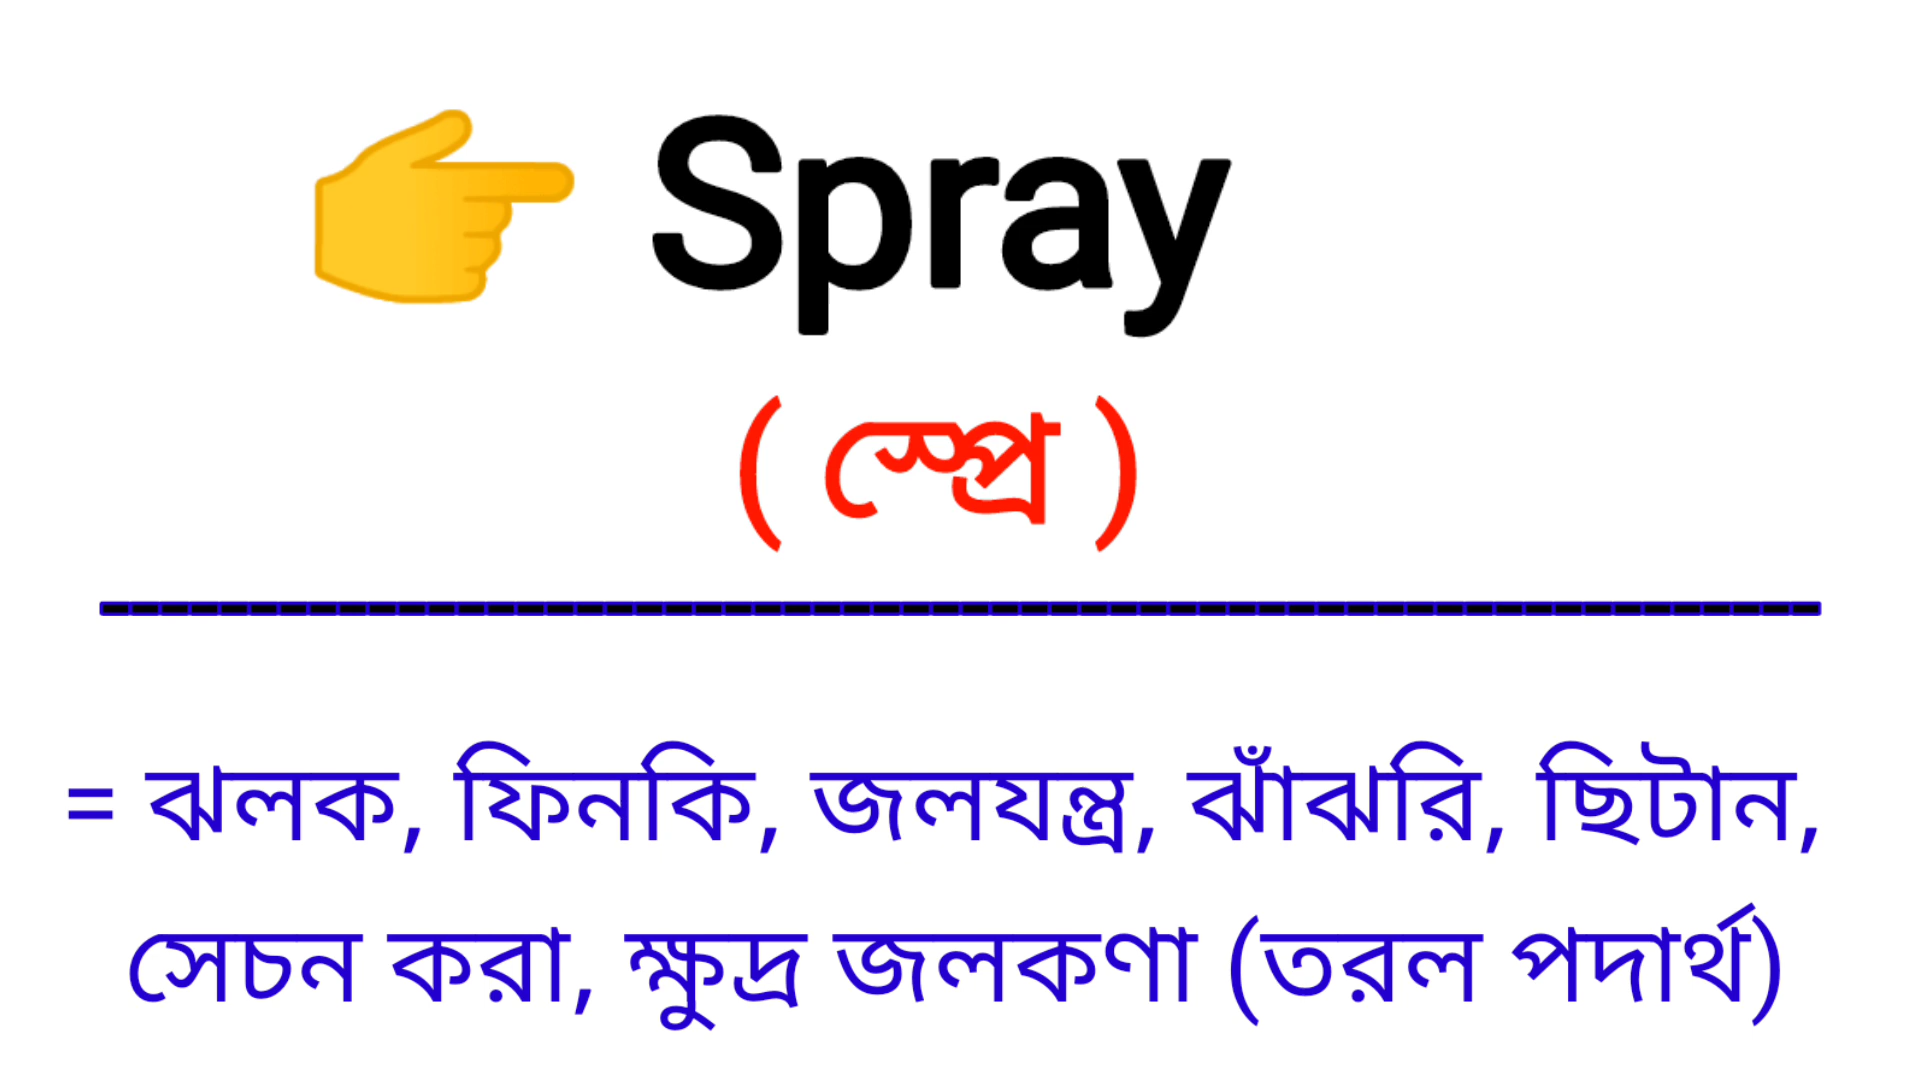 👉 Spray
( স্প্রে )
----------------------------------------------------------
= ঝলক, ফিনকি, জলযন্ত্র, ঝাঁঝরি, ছিটান,
সেচন করা, ক্ষুদ্র জলকণা (তরল পদার্থ)